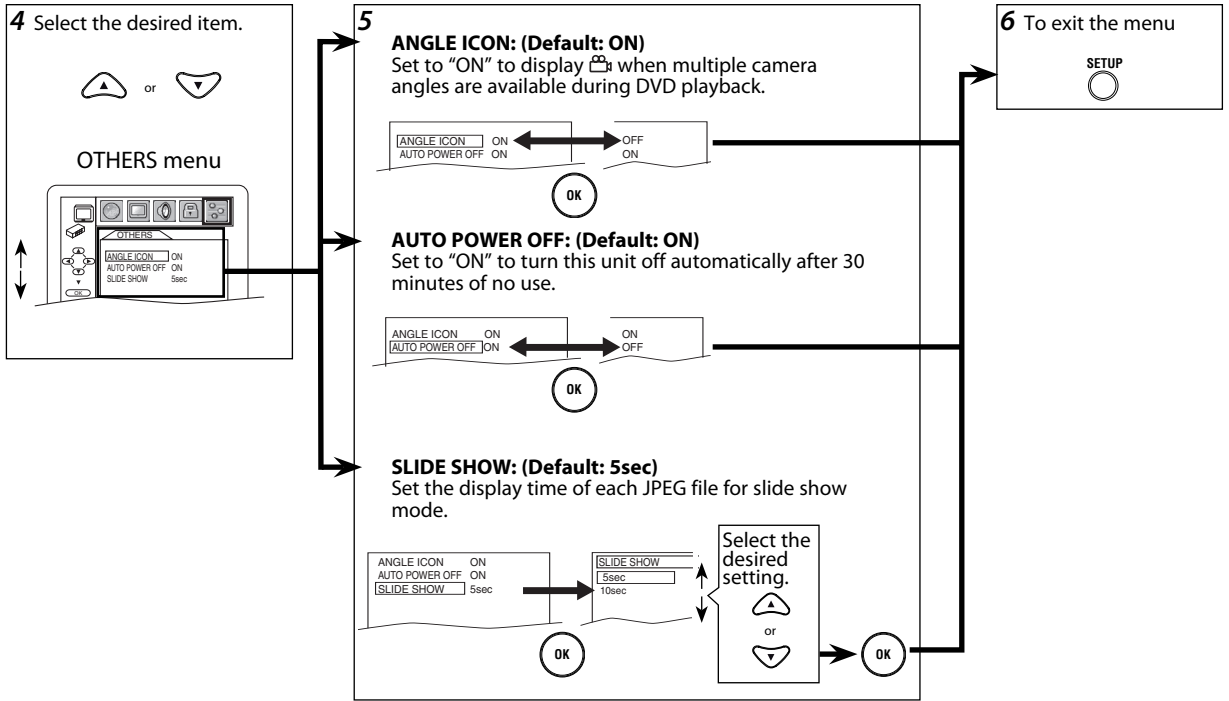 4 Select the desired item.
or
OTHERS menu
OTHERS
ANGLE ICON ON
AUTO POWER OFF ON
SLIDE SHOW 5sec
OK
5
ANGLE ICON: (Default: ON)
Set to “ON” to display when multiple camera
angles are available during DVD playback.
ANGLE ICON ON OFF
AUTO POWER OFF ON ON
OK
AUTO POWER OFF: (Default: ON)
Set to “ON” to turn this unit off automatically after 30
minutes of no use.
ANGLE ICON ON ON
AUTO POWER OFF ON OFF
OK
SLIDE SHOW: (Default: 5sec)
Set the display time of each JPEG file for slide show
mode.
ANGLE ICON ON
AUTO POWER OFF ON
SLIDE SHOW 5sec
OK
SLIDE SHOW
5sec
10sec
Select the
desired
setting.
or
OK
6 To exit the menu
SETUP